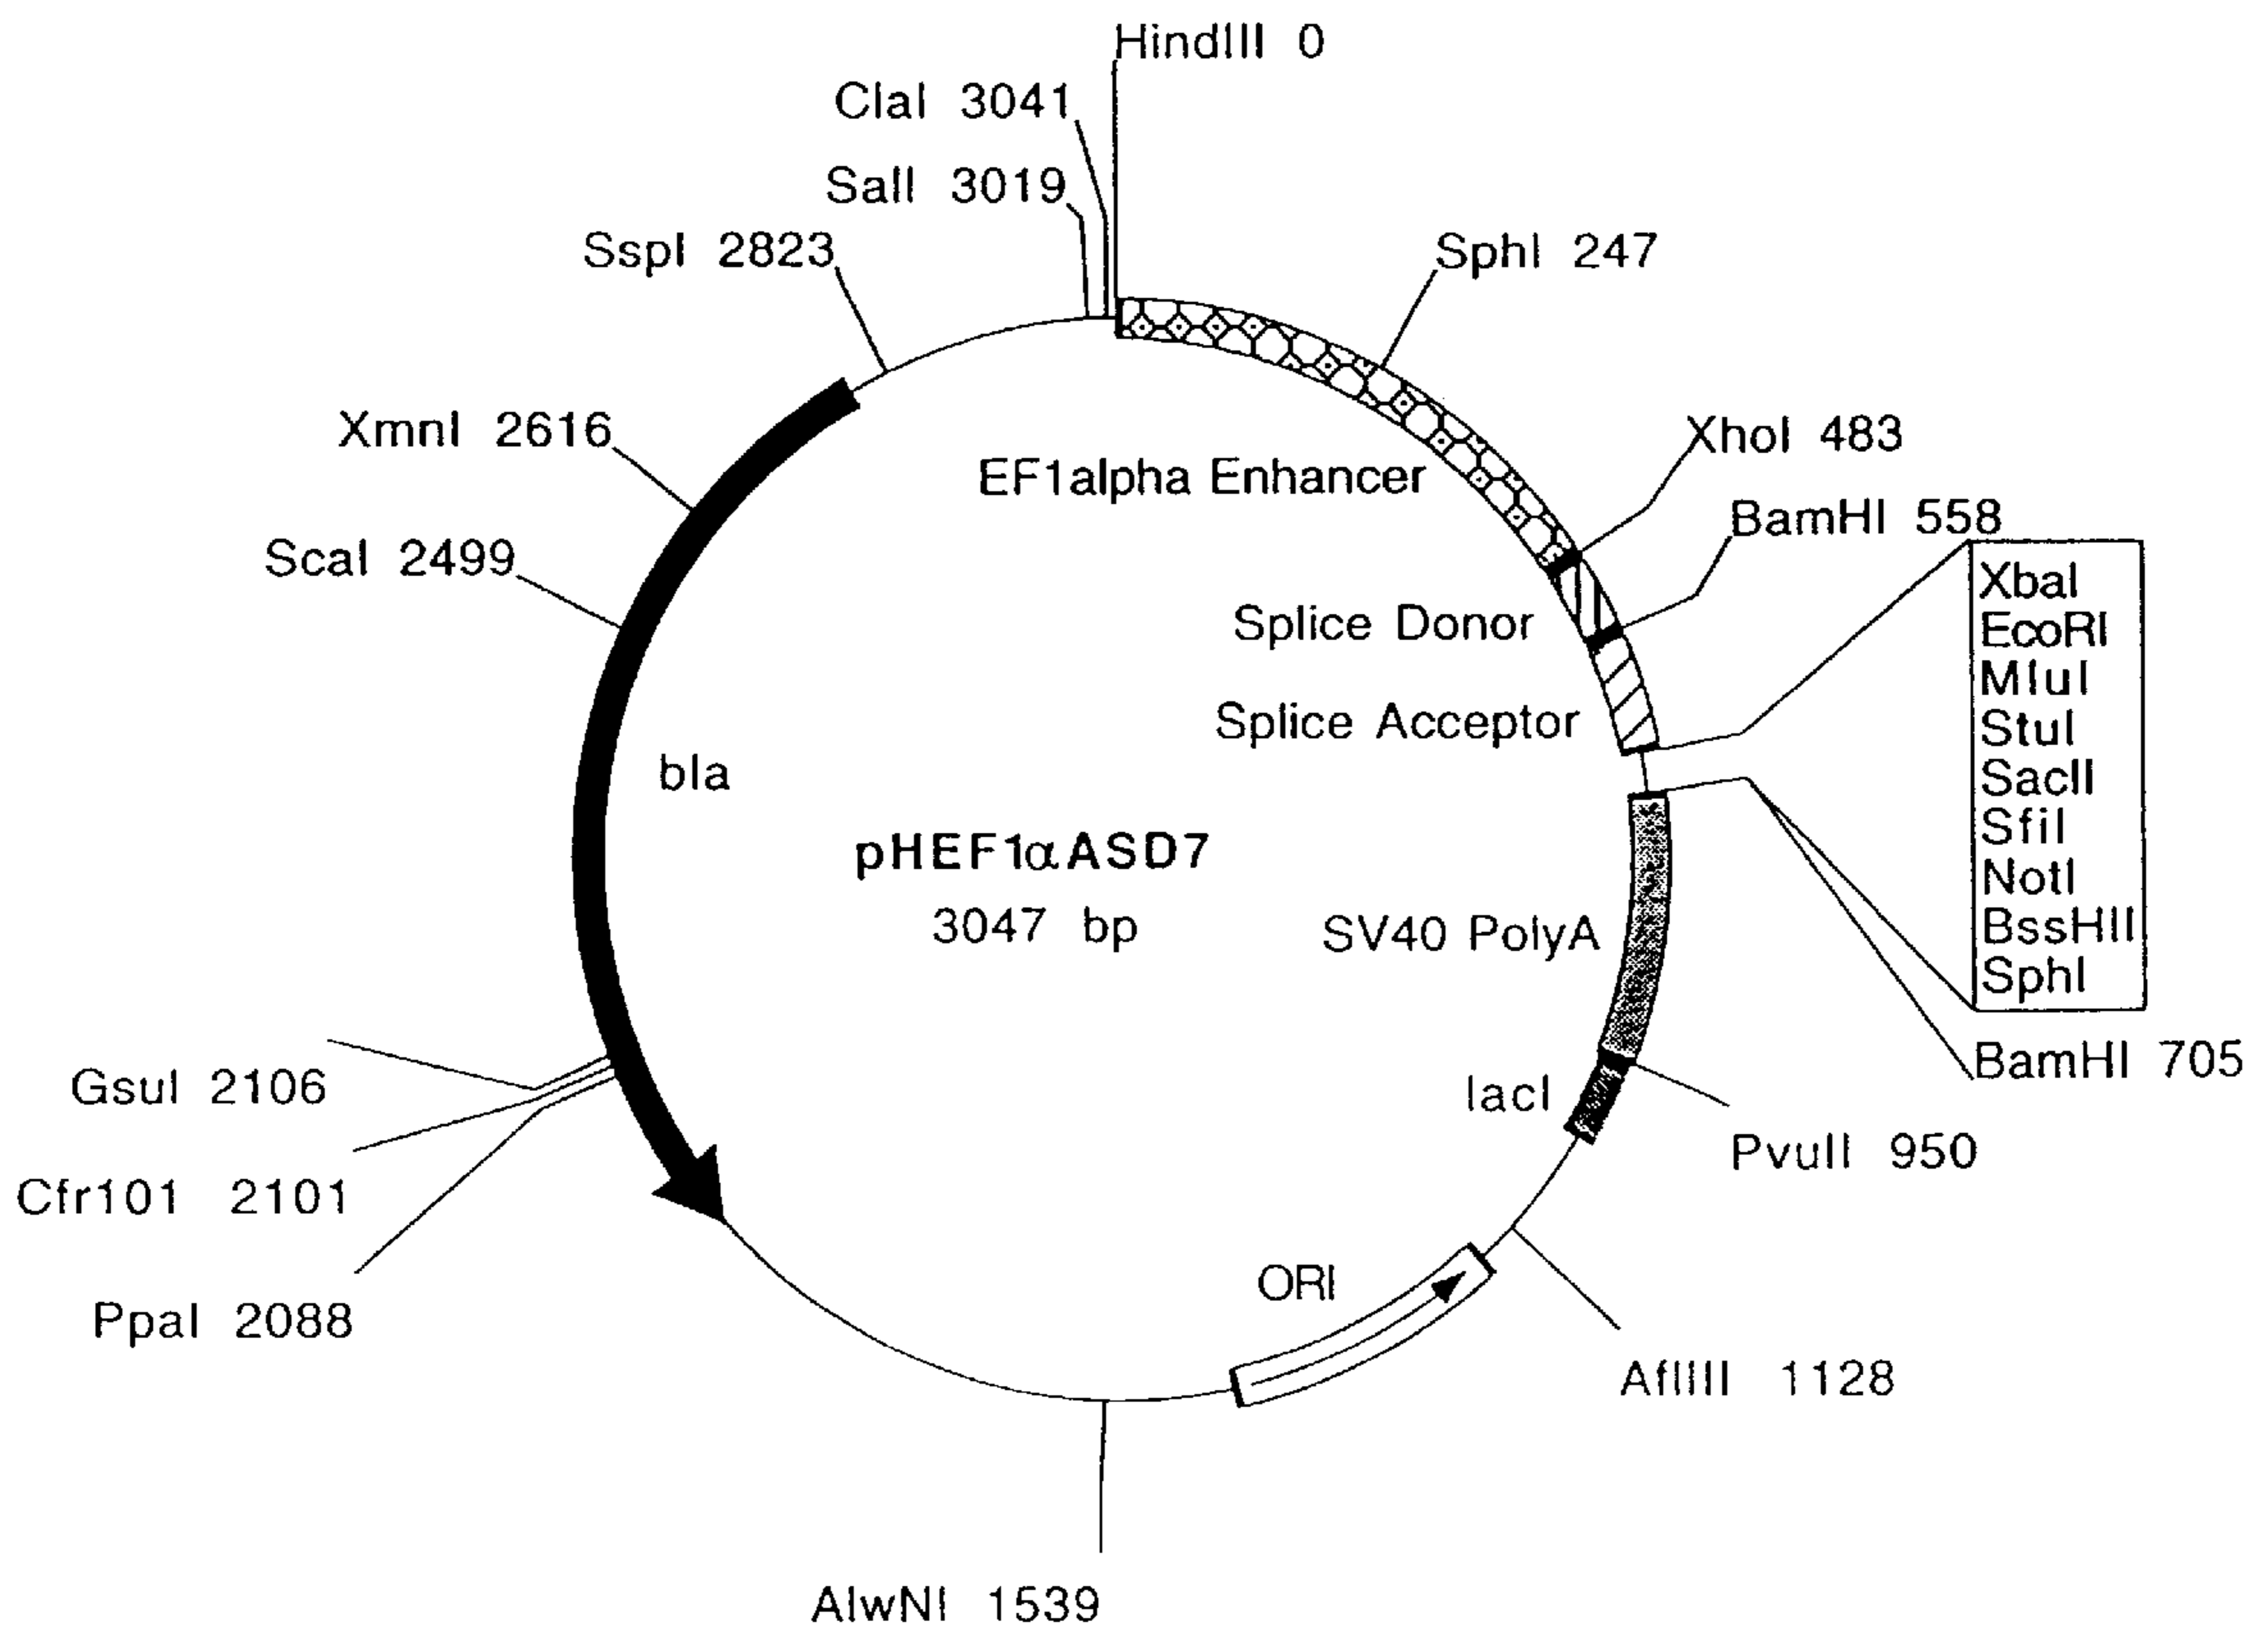 HindIII 0
ClaI 3041
SalI 3019
SspI 2823
SphI 247
XmnI 2616
XhoI 483
EF1alpha Enhancer
BamHI 558
ScaI 2499
XbaI
EcoRI
MluI
StuI
SacII
SfiI
NotI
BssHII
SphI
Splice Donor
Splice Acceptor
bla
pHEF1αASD7
3047 bp
SV40 PolyA
BamHI 705
GsuI 2106
lacI
PvuII 950
Cfr101 2101
ORI
PpaI 2088
AflIII 1128
AlwNI 1539